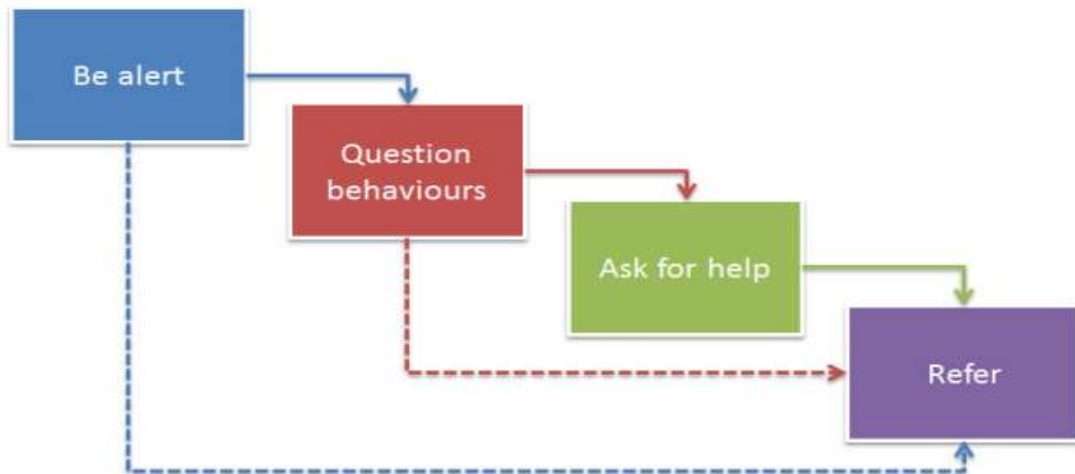 Be alert
Question
behaviours
Ask for help
Refer